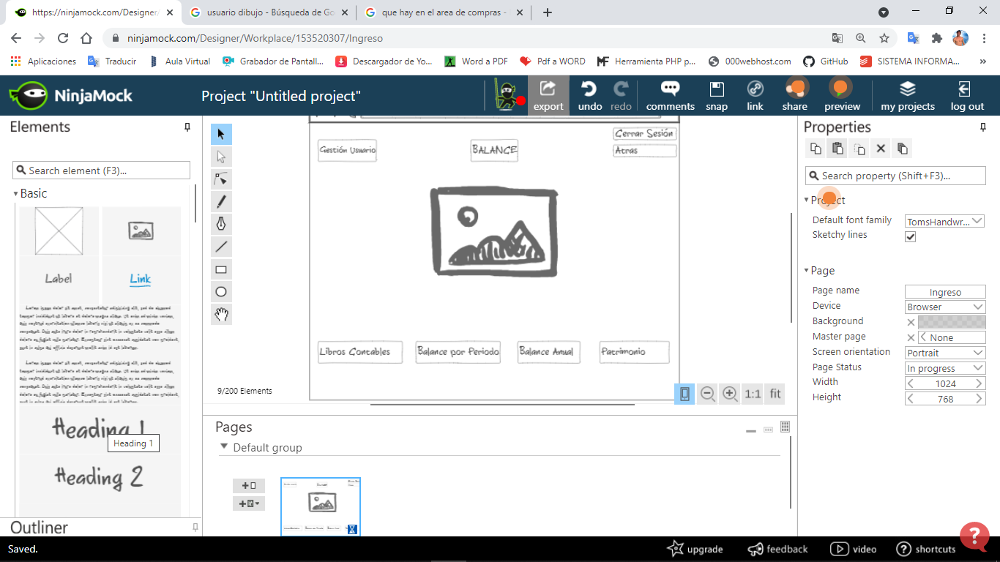 https://ninjamock.com/Designer/
usuario dibujo - Búsqueda de Go
que hay en el area de compras -
ninjamock.com/Designer/Workplace/153520307/Ingreso
Aplicaciones
Traducir
Aula Virtual
Grabador de Pantall...
Descargador de Yo...
Word a PDF
Pdf a WORD
Herramienta PHP p...
000webhost.com
GitHub
SISTEMA INFORMA...
NinjaMock
Project "Untitled project"
export
undo
redo
comments
snap
link
share
preview
my projects
log out
Elements
Search element (F3)...
Basic
Label
Link
Heading 1
Heading 1
Heading 2
Outliner
Gestión Usuario
BALANCE
Cerrar Sesión
Atras
Libros Contables
Balance por Periodo
Balance Anual
Patrimonio
9/200 Elements
1:1
fit
Pages
Default group
Properties
Search property (Shift+F3)...
Project
Default font family
TomsHandwr...
Sketchy lines
Page
Page name
Ingreso
Device
Browser
Background
Master page
None
Screen orientation
Portrait
Page Status
In progress
Width
1024
Height
768
Saved.
upgrade
feedback
video
shortcuts